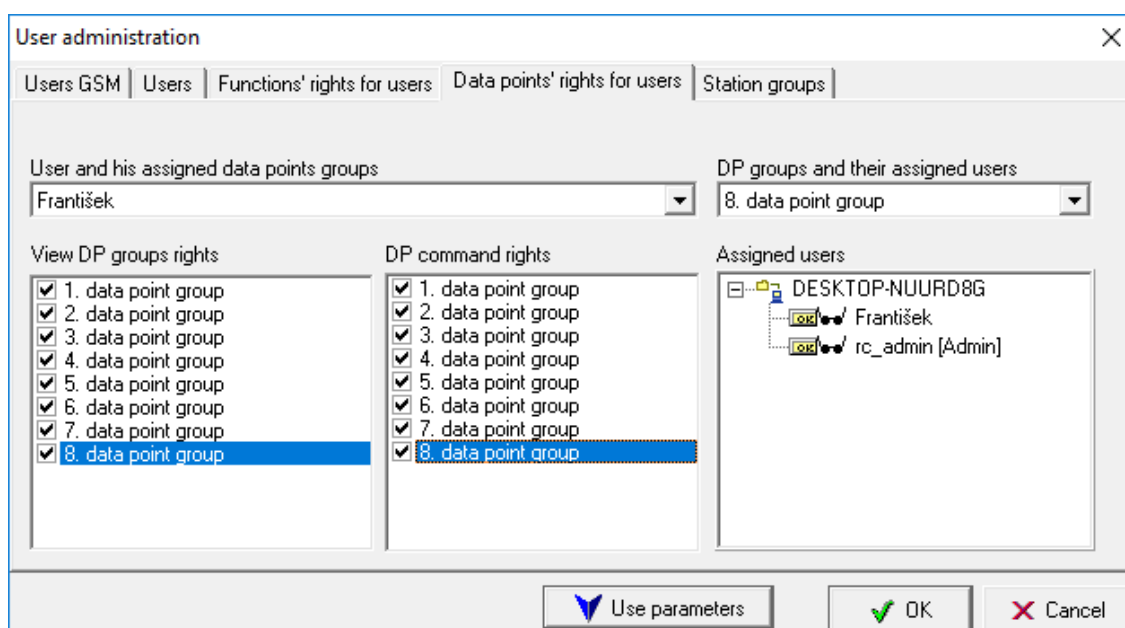 User administration
Users GSM
Users
Functions' rights for users
Data points' rights for users
Station groups
User and his assigned data points groups
František
DP groups and their assigned users
8. data point group
View DP groups rights
1. data point group
2. data point group
3. data point group
4. data point group
5. data point group
6. data point group
7. data point group
8. data point group
DP command rights
1. data point group
2. data point group
3. data point group
4. data point group
5. data point group
6. data point group
7. data point group
8. data point group
Assigned users
DESKTOP-NUURD8G
OK František
OK rc_admin [Admin]
Use parameters
OK
Cancel